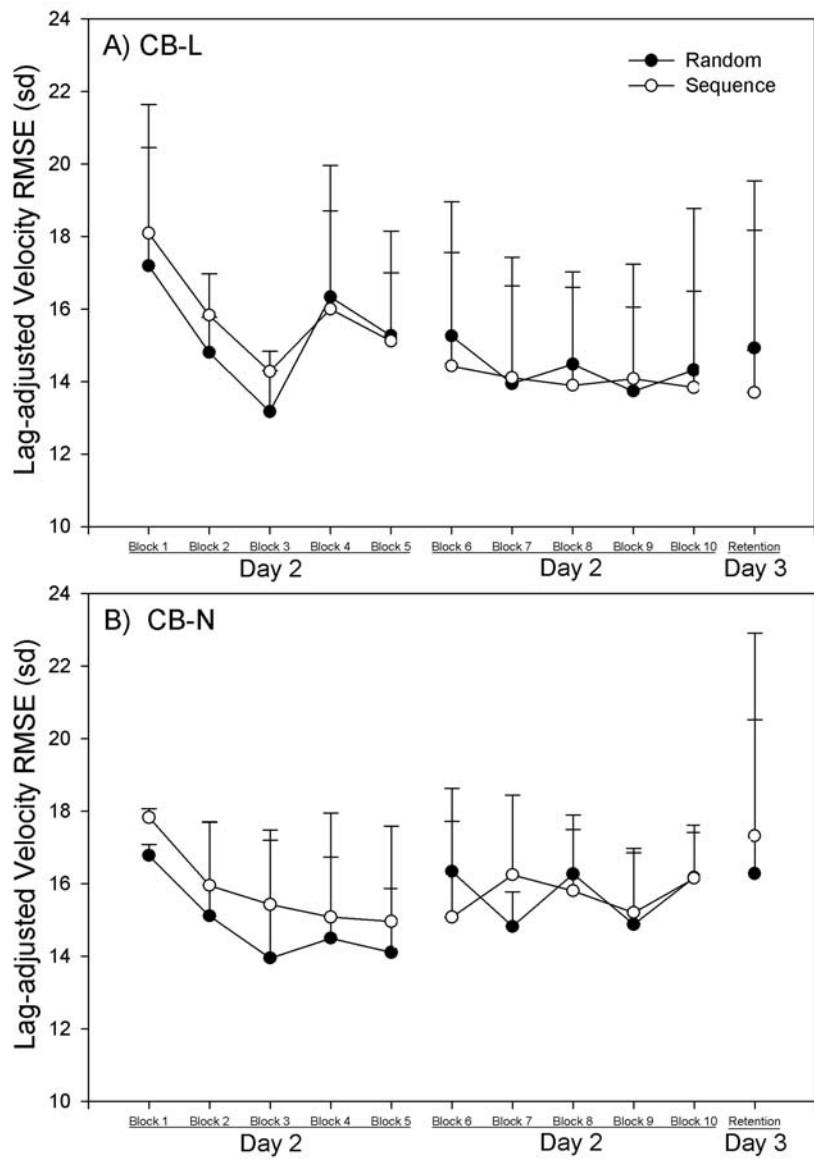 24
A) CB-L
Random
Sequence
22
20
18
16
14
12
10
Lag-adjusted Velocity RMSE (sd)
Block 1 Block 2 Block 3 Block 4 Block 5 Block 6 Block 7 Block 8 Block 9 Block 10 Retention
Day 2 Day 2 Day 3
24
B) CB-N
22
20
18
16
14
12
10
Lag-adjusted Velocity RMSE (sd)
Block 1 Block 2 Block 3 Block 4 Block 5 Block 6 Block 7 Block 8 Block 9 Block 10 Retention
Day 2 Day 2 Day 3